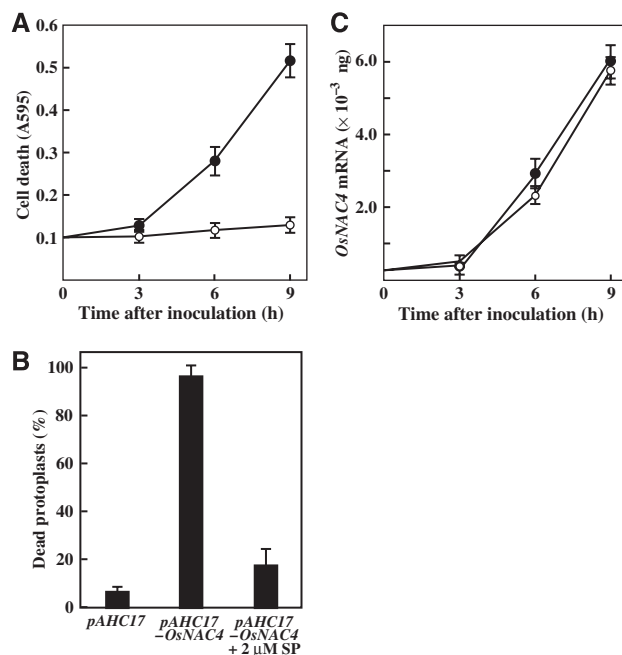 A
0.6
0.5
0.4
0.3
0.2
0.1
Cell death (A595)
0
3
6
9
Time after inoculation (h)
C
6.0
4.0
2.0
0
OsNAC4 mRNA (× 10⁻³ ng)
0
3
6
9
Time after inoculation (h)
B
100
80
60
40
20
0
Dead protoplasts (%)
pAHC17
pAHC17
–OsNAC4
pAHC17
–OsNAC4
+ 2 μM SP